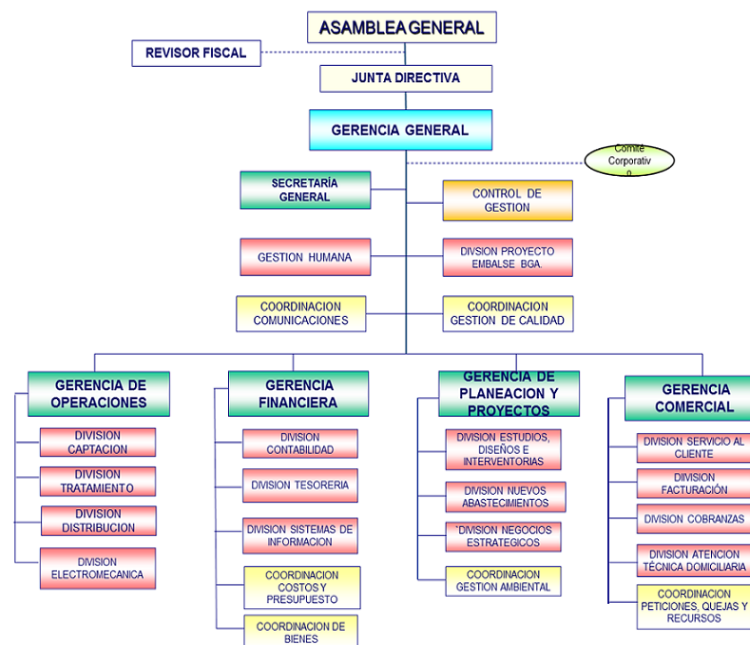 ASAMBLEA GENERAL
REVISOR FISCAL
JUNTA DIRECTIVA
GERENCIA GENERAL
Comité
Corporativ
o
SECRETARÍA
GENERAL
CONTROL DE
GESTION
GESTION HUMANA
DIVSION PROYECTO
EMBALSE BGA.
COORDINACION
COMUNICACIONES
COORDINACION
GESTION DE CALIDAD
GERENCIA DE
OPERACIONES
DIVISION
CAPTACION
DIVISION
TRATAMIENTO
DIVISION
DISTRIBUCION
DIVISION
ELECTROMECANICA
GERENCIA
FINANCIERA
DIVISION
CONTABILIDAD
DIVISION TESORERIA
DIVISION SISTEMAS DE
INFORMACION
COORDINACION
COSTOS Y
PRESUPUESTO
COORDINACION DE
BIENES
GERENCIA DE
PLANEACION Y
PROYECTOS
DIVISION ESTUDIOS,
DISEÑOS E
INTERVENTORIAS
DIVISION NUEVOS
ABASTECIMIENTOS
*DIVISION NEGOCIOS
ESTRATEGICOS
COORDINACION
GESTION AMBIENTAL
GERENCIA
COMERCIAL
DIVISION SERVICIO AL
CLIENTE
DIVISION
FACTURACIÓN
DIVISION COBRANZAS
DIVISION ATENCION
TÉCNICA DOMICILIARIA
COORDINACION
PETICIONES, QUEJAS Y
RECURSOS